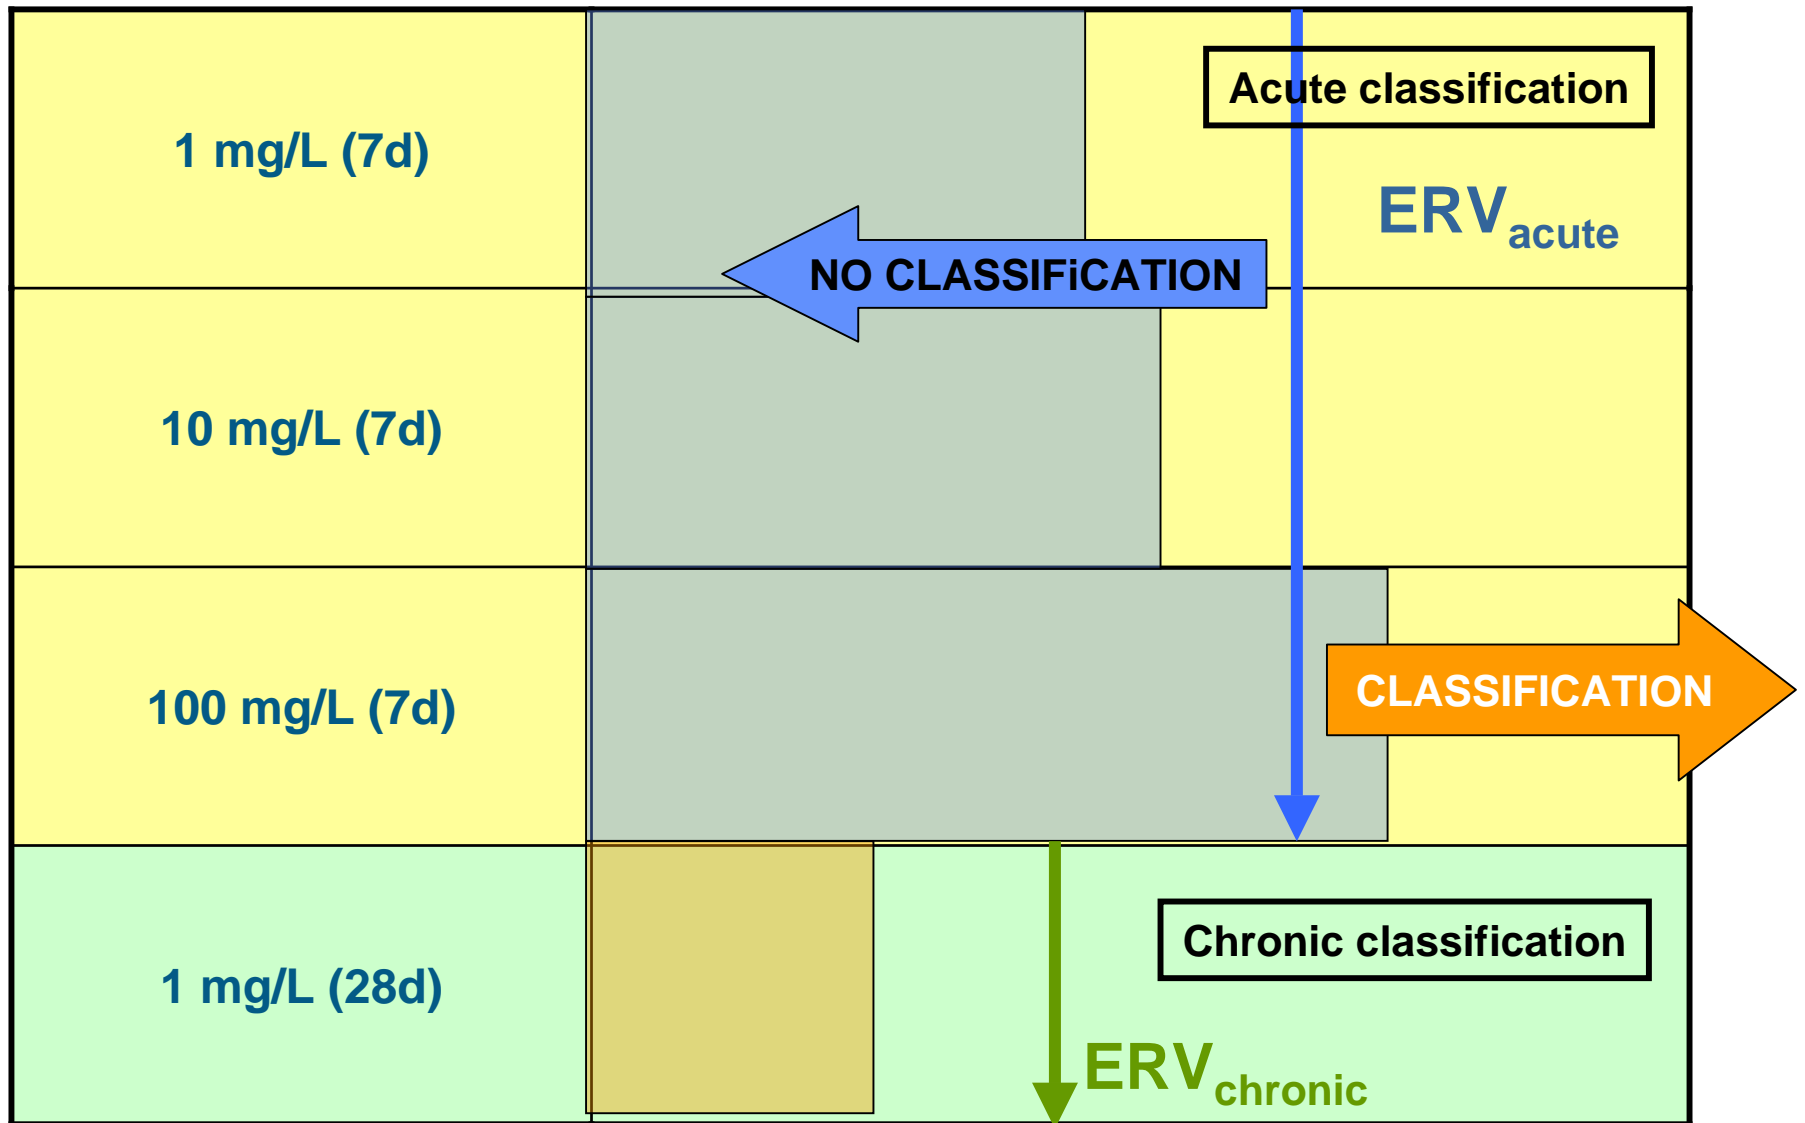 Acute classification
1 mg/L (7d)
ERVacute
NO CLASSIFiCATION
10 mg/L (7d)
100 mg/L (7d)
CLASSIFICATION
Chronic classification
1 mg/L (28d)
ERVchronic